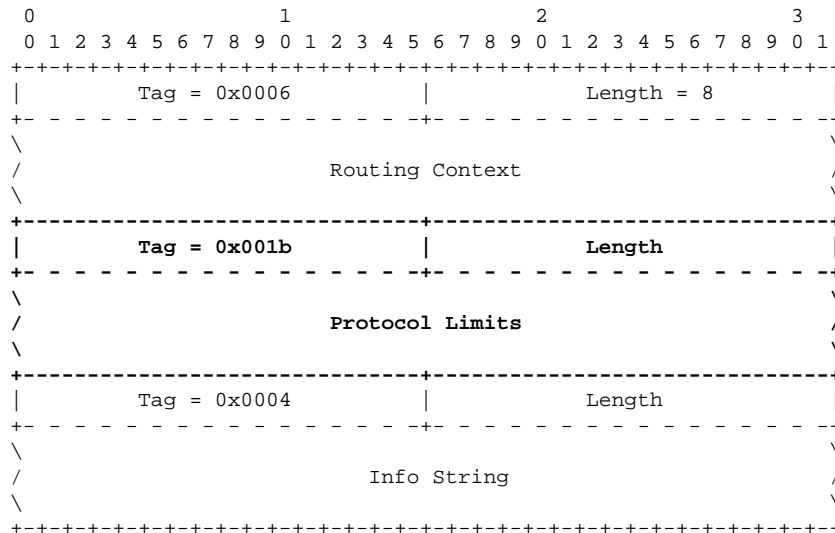 0                   1                   2                   3
0 1 2 3 4 5 6 7 8 9 0 1 2 3 4 5 6 7 8 9 0 1 2 3 4 5 6 7 8 9 0 1
+-+-+-+-+-+-+-+-+-+-+-+-+-+-+-+-+-+-+-+-+-+-+-+-+-+-+-+-+-+-+-+-+
|         Tag = 0x0006          |            Length = 8         |
+- - - - - - - - - - - - - - - -+- - - - - - - - - - - - - - - -+
\                                                               \
/                        Routing Context                        /
\                                                               \
+-------------------------------+-------------------------------+
|         Tag = 0x001b          |            Length             |
+- - - - - - - - - - - - - - - -+- - - - - - - - - - - - - - - -+
\                                                               \
/                        Protocol Limits                        /
\                                                               \
+-------------------------------+-------------------------------+
|         Tag = 0x0004          |            Length             |
+- - - - - - - - - - - - - - - -+- - - - - - - - - - - - - - - -+
\                                                               \
/                           Info String                         /
\                                                               \
+-+-+-+-+-+-+-+-+-+-+-+-+-+-+-+-+-+-+-+-+-+-+-+-+-+-+-+-+-+-+-+-+